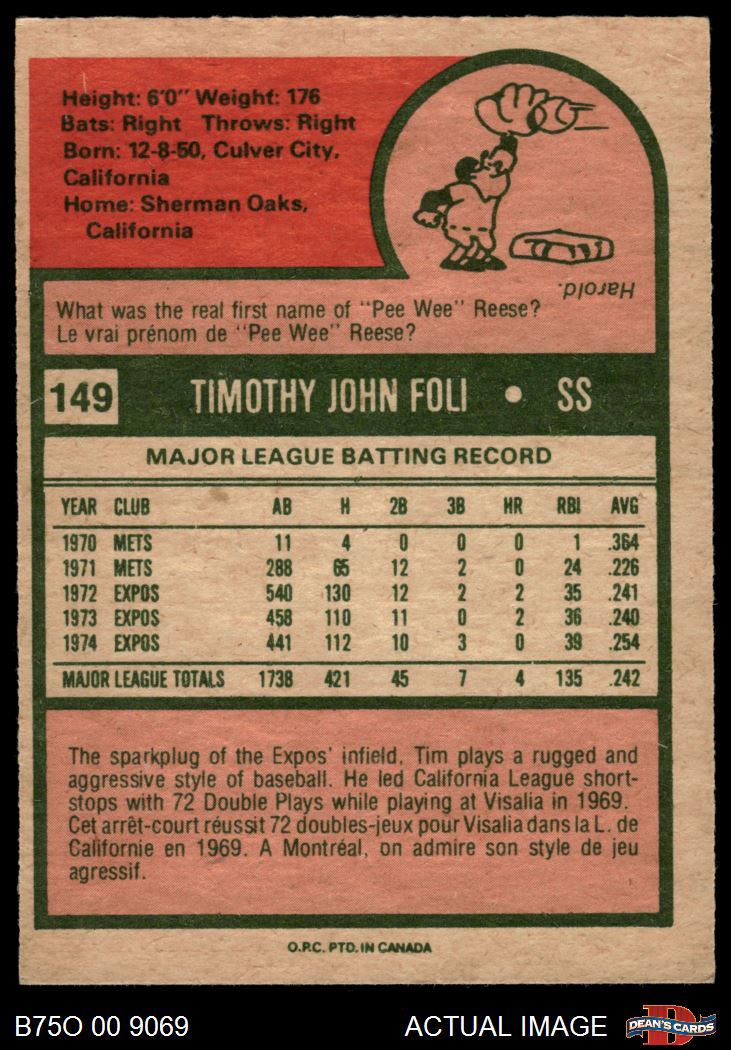 Height: 6'0" Weight: 176
Bats: Right Throws: Right
Born: 12-8-50, Culver City,
California
Home: Sherman Oaks,
California
Harold.
What was the real first name of "Pee Wee" Reese?
Le vrai prénom de "Pee Wee" Reese?
149 TIMOTHY JOHN FOLI • SS
MAJOR LEAGUE BATTING RECORD
YEAR CLUB AB H 2B 3B HR RBI AVG
1970 METS 11 4 0 0 0 1 .364
1971 METS 288 65 12 2 0 24 .226
1972 EXPOS 540 130 12 2 2 35 .241
1973 EXPOS 458 110 11 0 2 36 .240
1974 EXPOS 441 112 10 3 0 39 .254
MAJOR LEAGUE TOTALS 1738 421 45 7 4 135 .242
The sparkplug of the Expos' infield, Tim plays a rugged and
aggressive style of baseball. He led California League short-
stops with 72 Double Plays while playing at Visalia in 1969.
Cet arrêt-court réussit 72 doubles-jeux pour Visalia dans la L. de
Californie en 1969. A Montréal, on admire son style de jeu
agressif.
O.P.C. PTD. IN CANADA
B75O 00 9069 ACTUAL IMAGE
D
DEAN'S CARDS